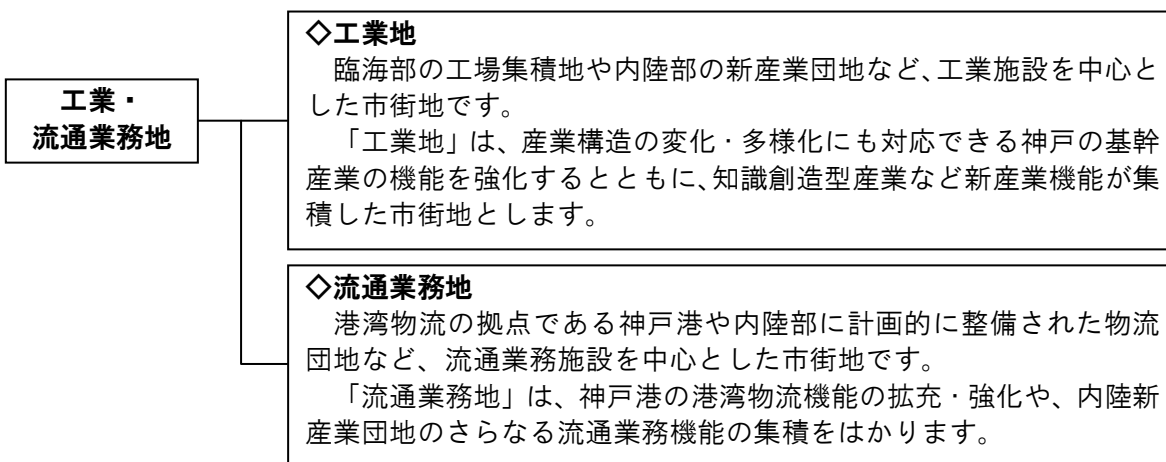 工業・
流通業務地
◇工業地
　臨海部の工場集積地や内陸部の新産業団地など、工業施設を中心と
した市街地です。
　「工業地」は、産業構造の変化・多様化にも対応できる神戸の基幹
産業の機能を強化するとともに、知識創造型産業など新産業機能が集
積した市街地とします。
◇流通業務地
　港湾物流の拠点である神戸港や内陸部に計画的に整備された物流
団地など、流通業務施設を中心とした市街地です。
　「流通業務地」は、神戸港の港湾物流機能の拡充・強化や、内陸新
産業団地のさらなる流通業務機能の集積をはかります。